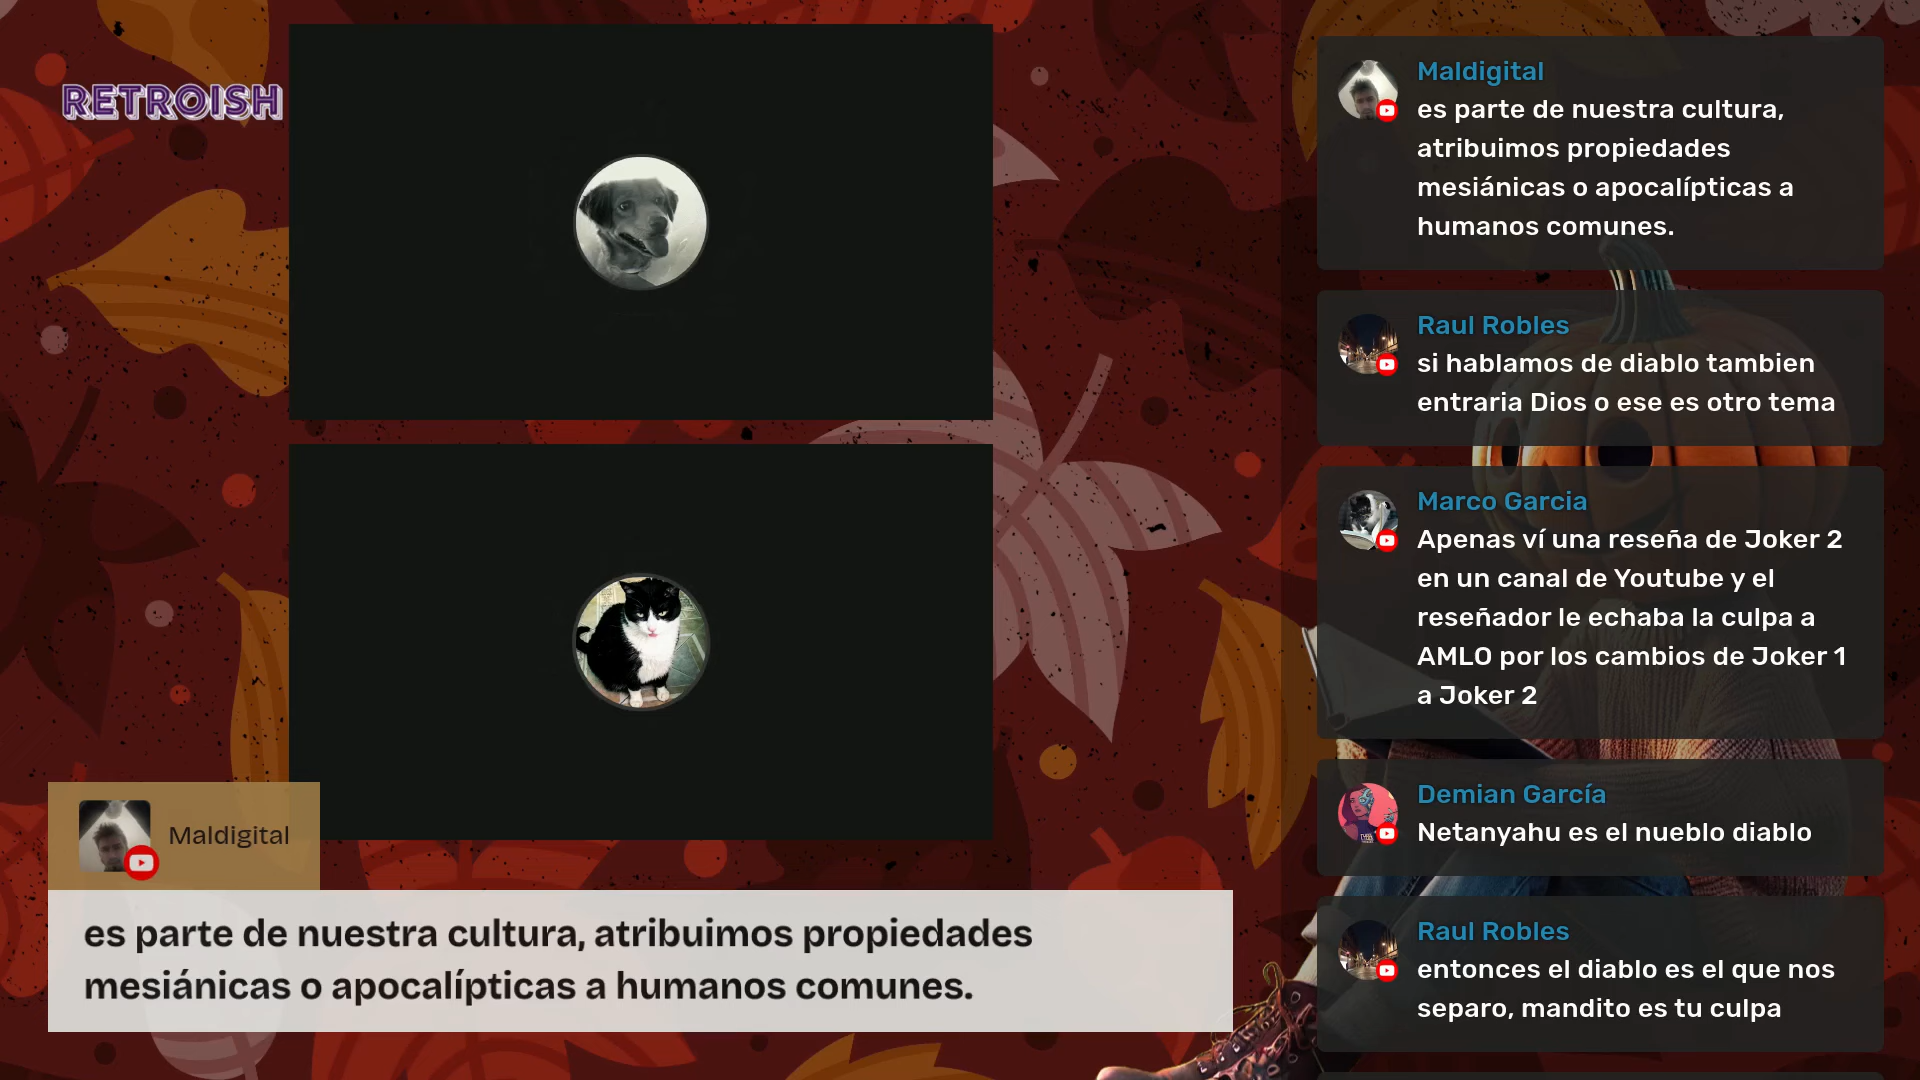 RETROISH
Maldigital
es parte de nuestra cultura, atribuimos propiedades
mesiánicas o apocalípticas a humanos comunes.
Maldigital
es parte de nuestra cultura,
atribuimos propiedades
mesiánicas o apocalípticas a
humanos comunes.
Raul Robles
si hablamos de diablo tambien
entraria Dios o ese es otro tema
Marco Garcia
Apenas ví una reseña de Joker 2
en un canal de Youtube y el
reseñador le echaba la culpa a
AMLO por los cambios de Joker 1
a Joker 2
Demian García
Netanyahu es el nueblo diablo
Raul Robles
entonces el diablo es el que nos
separo, mandito es tu culpa